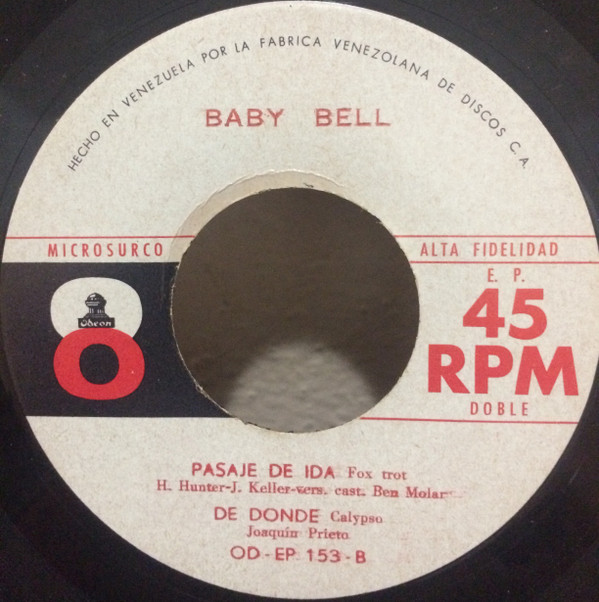 HECHO EN VENEZUELA POR LA FABRICA VENEZOLANA DE DISCOS C.A.
BABY BELL
MICROSURCO
ALTA FIDELIDAD
Odeon
E. P.
45
RPM
DOBLE
PASAJE DE IDA Fox trot
H. Hunter-J. Keller-vers. cast. Ben Molar
DE DONDE Calypso
Joaquín Prieto
OD-EP 153-B